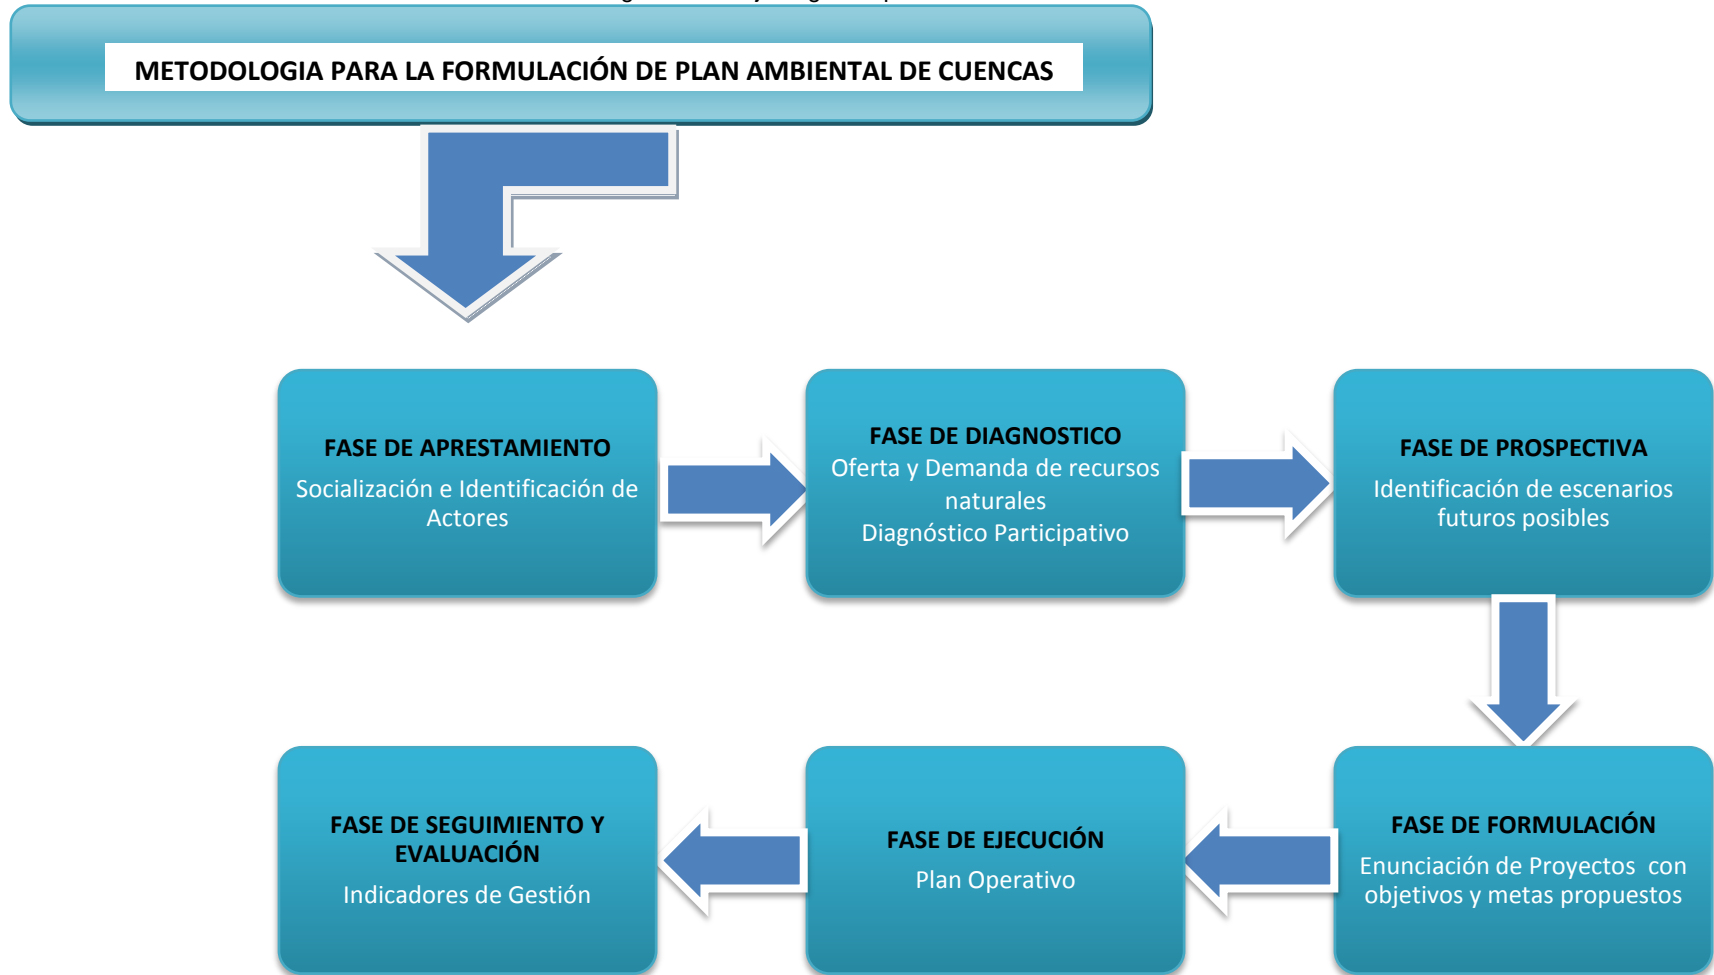 METODOLOGIA PARA LA FORMULACIÓN DE PLAN AMBIENTAL DE CUENCAS
FASE DE APRESTAMIENTO
Socialización e Identificación de
Actores
FASE DE DIAGNOSTICO
Oferta y Demanda de recursos
naturales
Diagnóstico Participativo
FASE DE PROSPECTIVA
Identificación de escenarios
futuros posibles
FASE DE FORMULACIÓN
Enunciación de Proyectos  con
objetivos y metas propuestos
FASE DE EJECUCIÓN
Plan Operativo
FASE DE SEGUIMIENTO Y
EVALUACIÓN
Indicadores de Gestión